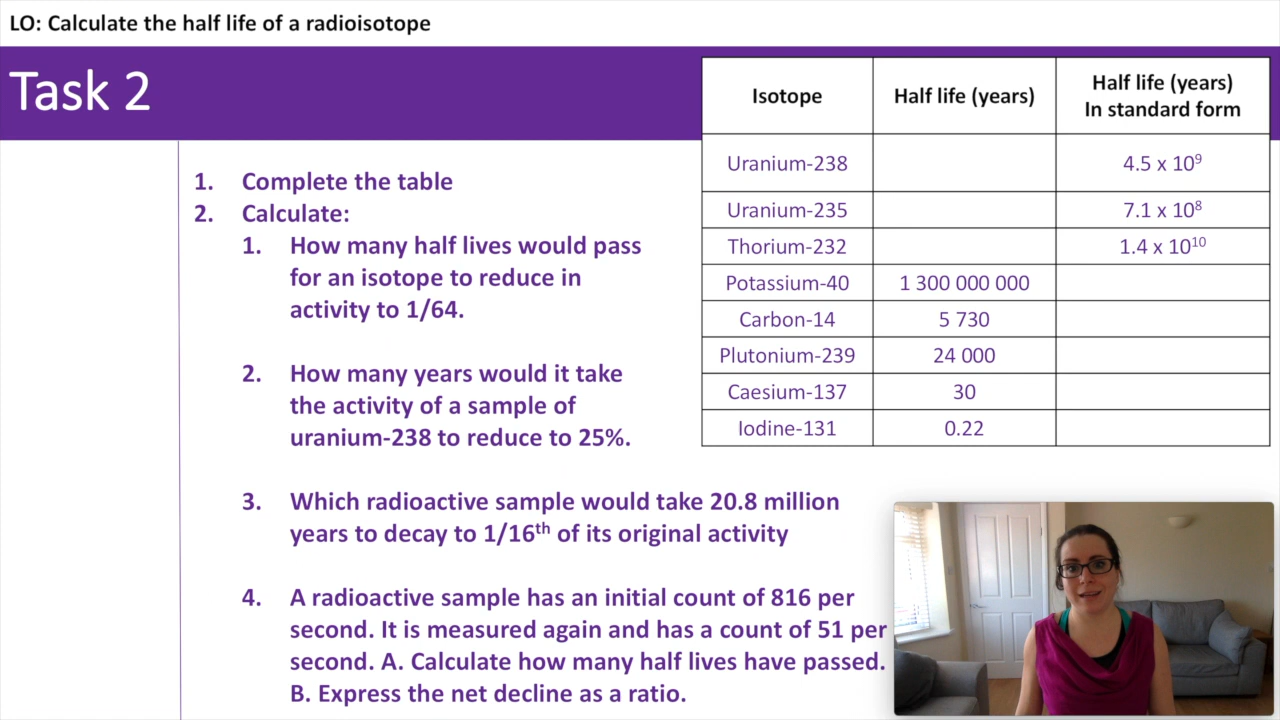 LO: Calculate the half life of a radioisotope
Task 2
1. Complete the table
2. Calculate:
1. How many half lives would pass
for an isotope to reduce in
activity to 1/64.
2. How many years would it take
the activity of a sample of
uranium-238 to reduce to 25%.
3. Which radioactive sample would take 20.8 million
years to decay to 1/16th of its original activity
4. A radioactive sample has an initial count of 816 per
second. It is measured again and has a count of 51 per
second. A. Calculate how many half lives have passed.
B. Express the net decline as a ratio.
Isotope Half life (years) Half life (years)
In standard form
Uranium-238 4.5 x 10⁹
Uranium-235 7.1 x 10⁸
Thorium-232 1.4 x 10¹⁰
Potassium-40 1 300 000 000
Carbon-14 5 730
Plutonium-239 24 000
Caesium-137 30
Iodine-131 0.22